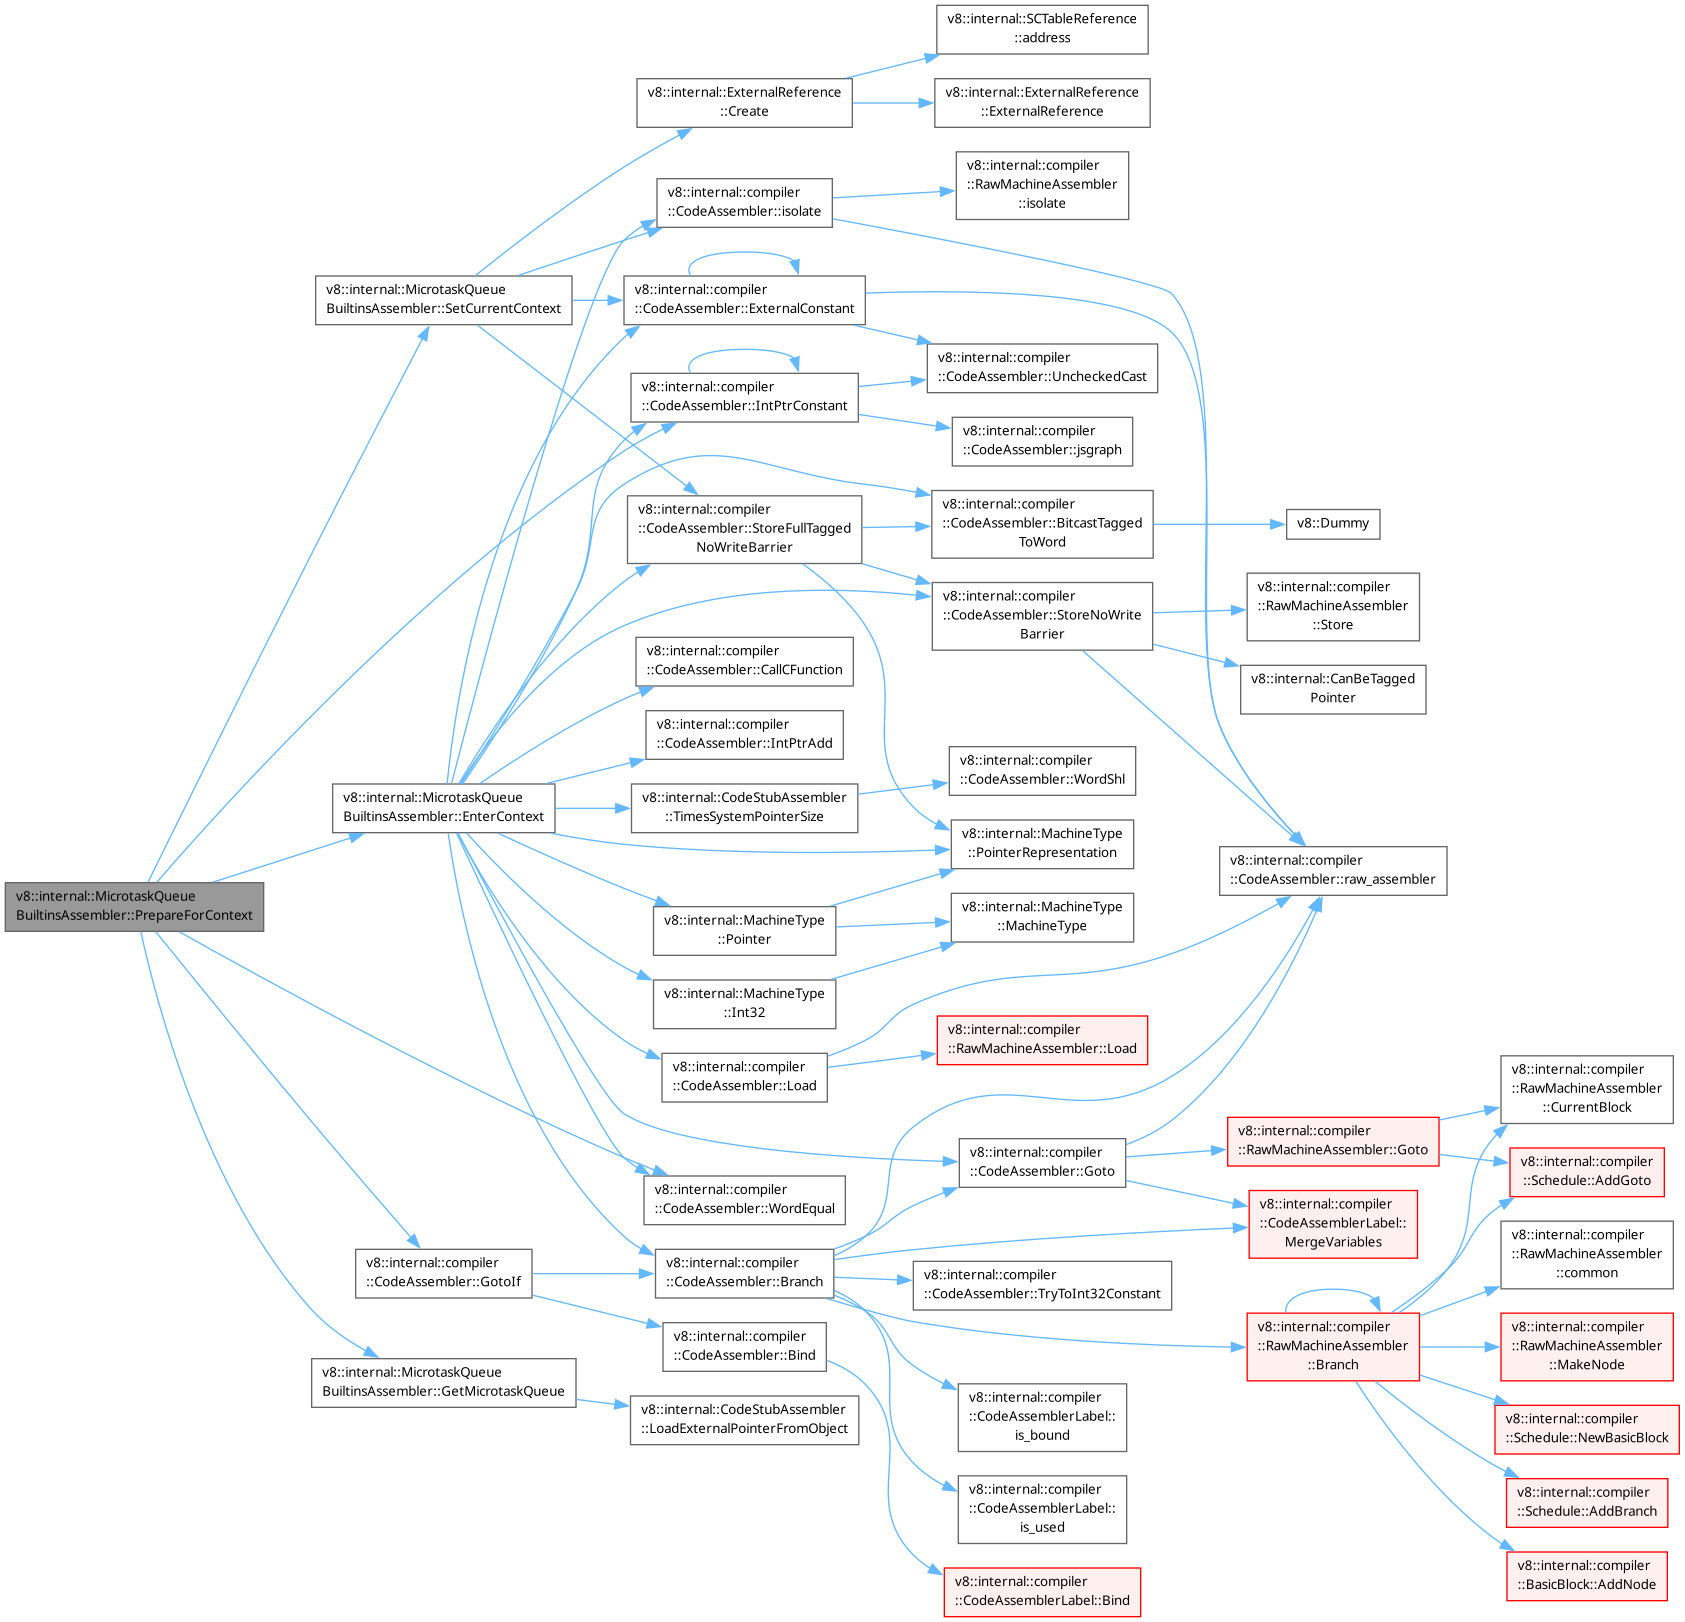 v8::internal::SCTableReference
::address
v8::internal::ExternalReference
::Create
v8::internal::ExternalReference
::ExternalReference
v8::internal::compiler
::RawMachineAssembler
::isolate
v8::internal::compiler
::CodeAssembler::isolate
v8::internal::MicrotaskQueue
BuiltinsAssembler::SetCurrentContext
v8::internal::compiler
::CodeAssembler::ExternalConstant
v8::internal::compiler
::CodeAssembler::UncheckedCast
v8::internal::compiler
::CodeAssembler::IntPtrConstant
v8::internal::compiler
::CodeAssembler::jsgraph
v8::internal::compiler
::CodeAssembler::StoreFullTagged
NoWriteBarrier
v8::internal::compiler
::CodeAssembler::BitcastTagged
ToWord
v8::Dummy
v8::internal::compiler
::CodeAssembler::StoreNoWrite
Barrier
v8::internal::compiler
::RawMachineAssembler
::Store
v8::internal::compiler
::CodeAssembler::CallCFunction
v8::internal::CanBeTagged
Pointer
v8::internal::compiler
::CodeAssembler::IntPtrAdd
v8::internal::MicrotaskQueue
BuiltinsAssembler::EnterContext
v8::internal::CodeStubAssembler
::TimesSystemPointerSize
v8::internal::compiler
::CodeAssembler::WordShl
v8::internal::MachineType
::PointerRepresentation
v8::internal::compiler
::CodeAssembler::raw_assembler
v8::internal::MicrotaskQueue
BuiltinsAssembler::PrepareForContext
v8::internal::MachineType
::Pointer
v8::internal::MachineType
::MachineType
v8::internal::MachineType
::Int32
v8::internal::compiler
::CodeAssembler::Load
v8::internal::compiler
::RawMachineAssembler::Load
v8::internal::compiler
::RawMachineAssembler
::CurrentBlock
v8::internal::compiler
::CodeAssembler::Goto
v8::internal::compiler
::RawMachineAssembler::Goto
v8::internal::compiler
::Schedule::AddGoto
v8::internal::compiler
::CodeAssembler::WordEqual
v8::internal::compiler
::CodeAssemblerLabel::
MergeVariables
v8::internal::compiler
::RawMachineAssembler
::common
v8::internal::compiler
::CodeAssembler::GotoIf
v8::internal::compiler
::CodeAssembler::Branch
v8::internal::compiler
::CodeAssembler::TryToInt32Constant
v8::internal::compiler
::RawMachineAssembler
::Branch
v8::internal::compiler
::RawMachineAssembler
::MakeNode
v8::internal::compiler
::CodeAssembler::Bind
v8::internal::MicrotaskQueue
BuiltinsAssembler::GetMicrotaskQueue
v8::internal::CodeStubAssembler
::LoadExternalPointerFromObject
v8::internal::compiler
::CodeAssemblerLabel::
is_bound
v8::internal::compiler
::Schedule::NewBasicBlock
v8::internal::compiler
::CodeAssemblerLabel::
is_used
v8::internal::compiler
::Schedule::AddBranch
v8::internal::compiler
::CodeAssemblerLabel::Bind
v8::internal::compiler
::BasicBlock::AddNode